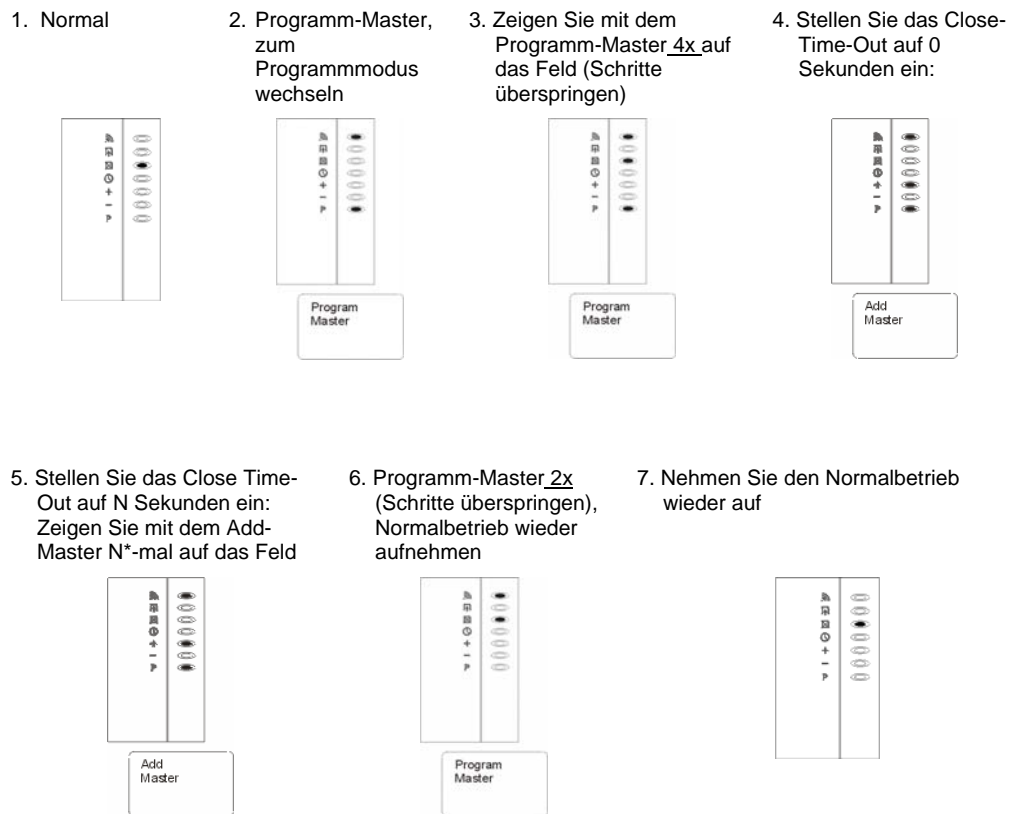 1. Normal
2. Programm-Master,
zum
Programmmodus
wechseln
3. Zeigen Sie mit dem
Programm-Master 4x auf
das Feld (Schritte
überspringen)
4. Stellen Sie das Close-
Time-Out auf 0
Sekunden ein:
+
-
P
+
-
P
+
-
P
+
-
P
Program
Master
Program
Master
Add
Master
5. Stellen Sie das Close Time-
Out auf N Sekunden ein:
Zeigen Sie mit dem Add-
Master N*-mal auf das Feld
6. Programm-Master 2x
(Schritte überspringen),
Normalbetrieb wieder
aufnehmen
7. Nehmen Sie den Normalbetrieb
wieder auf
+
-
P
+
-
P
+
-
P
Add
Master
Program
Master